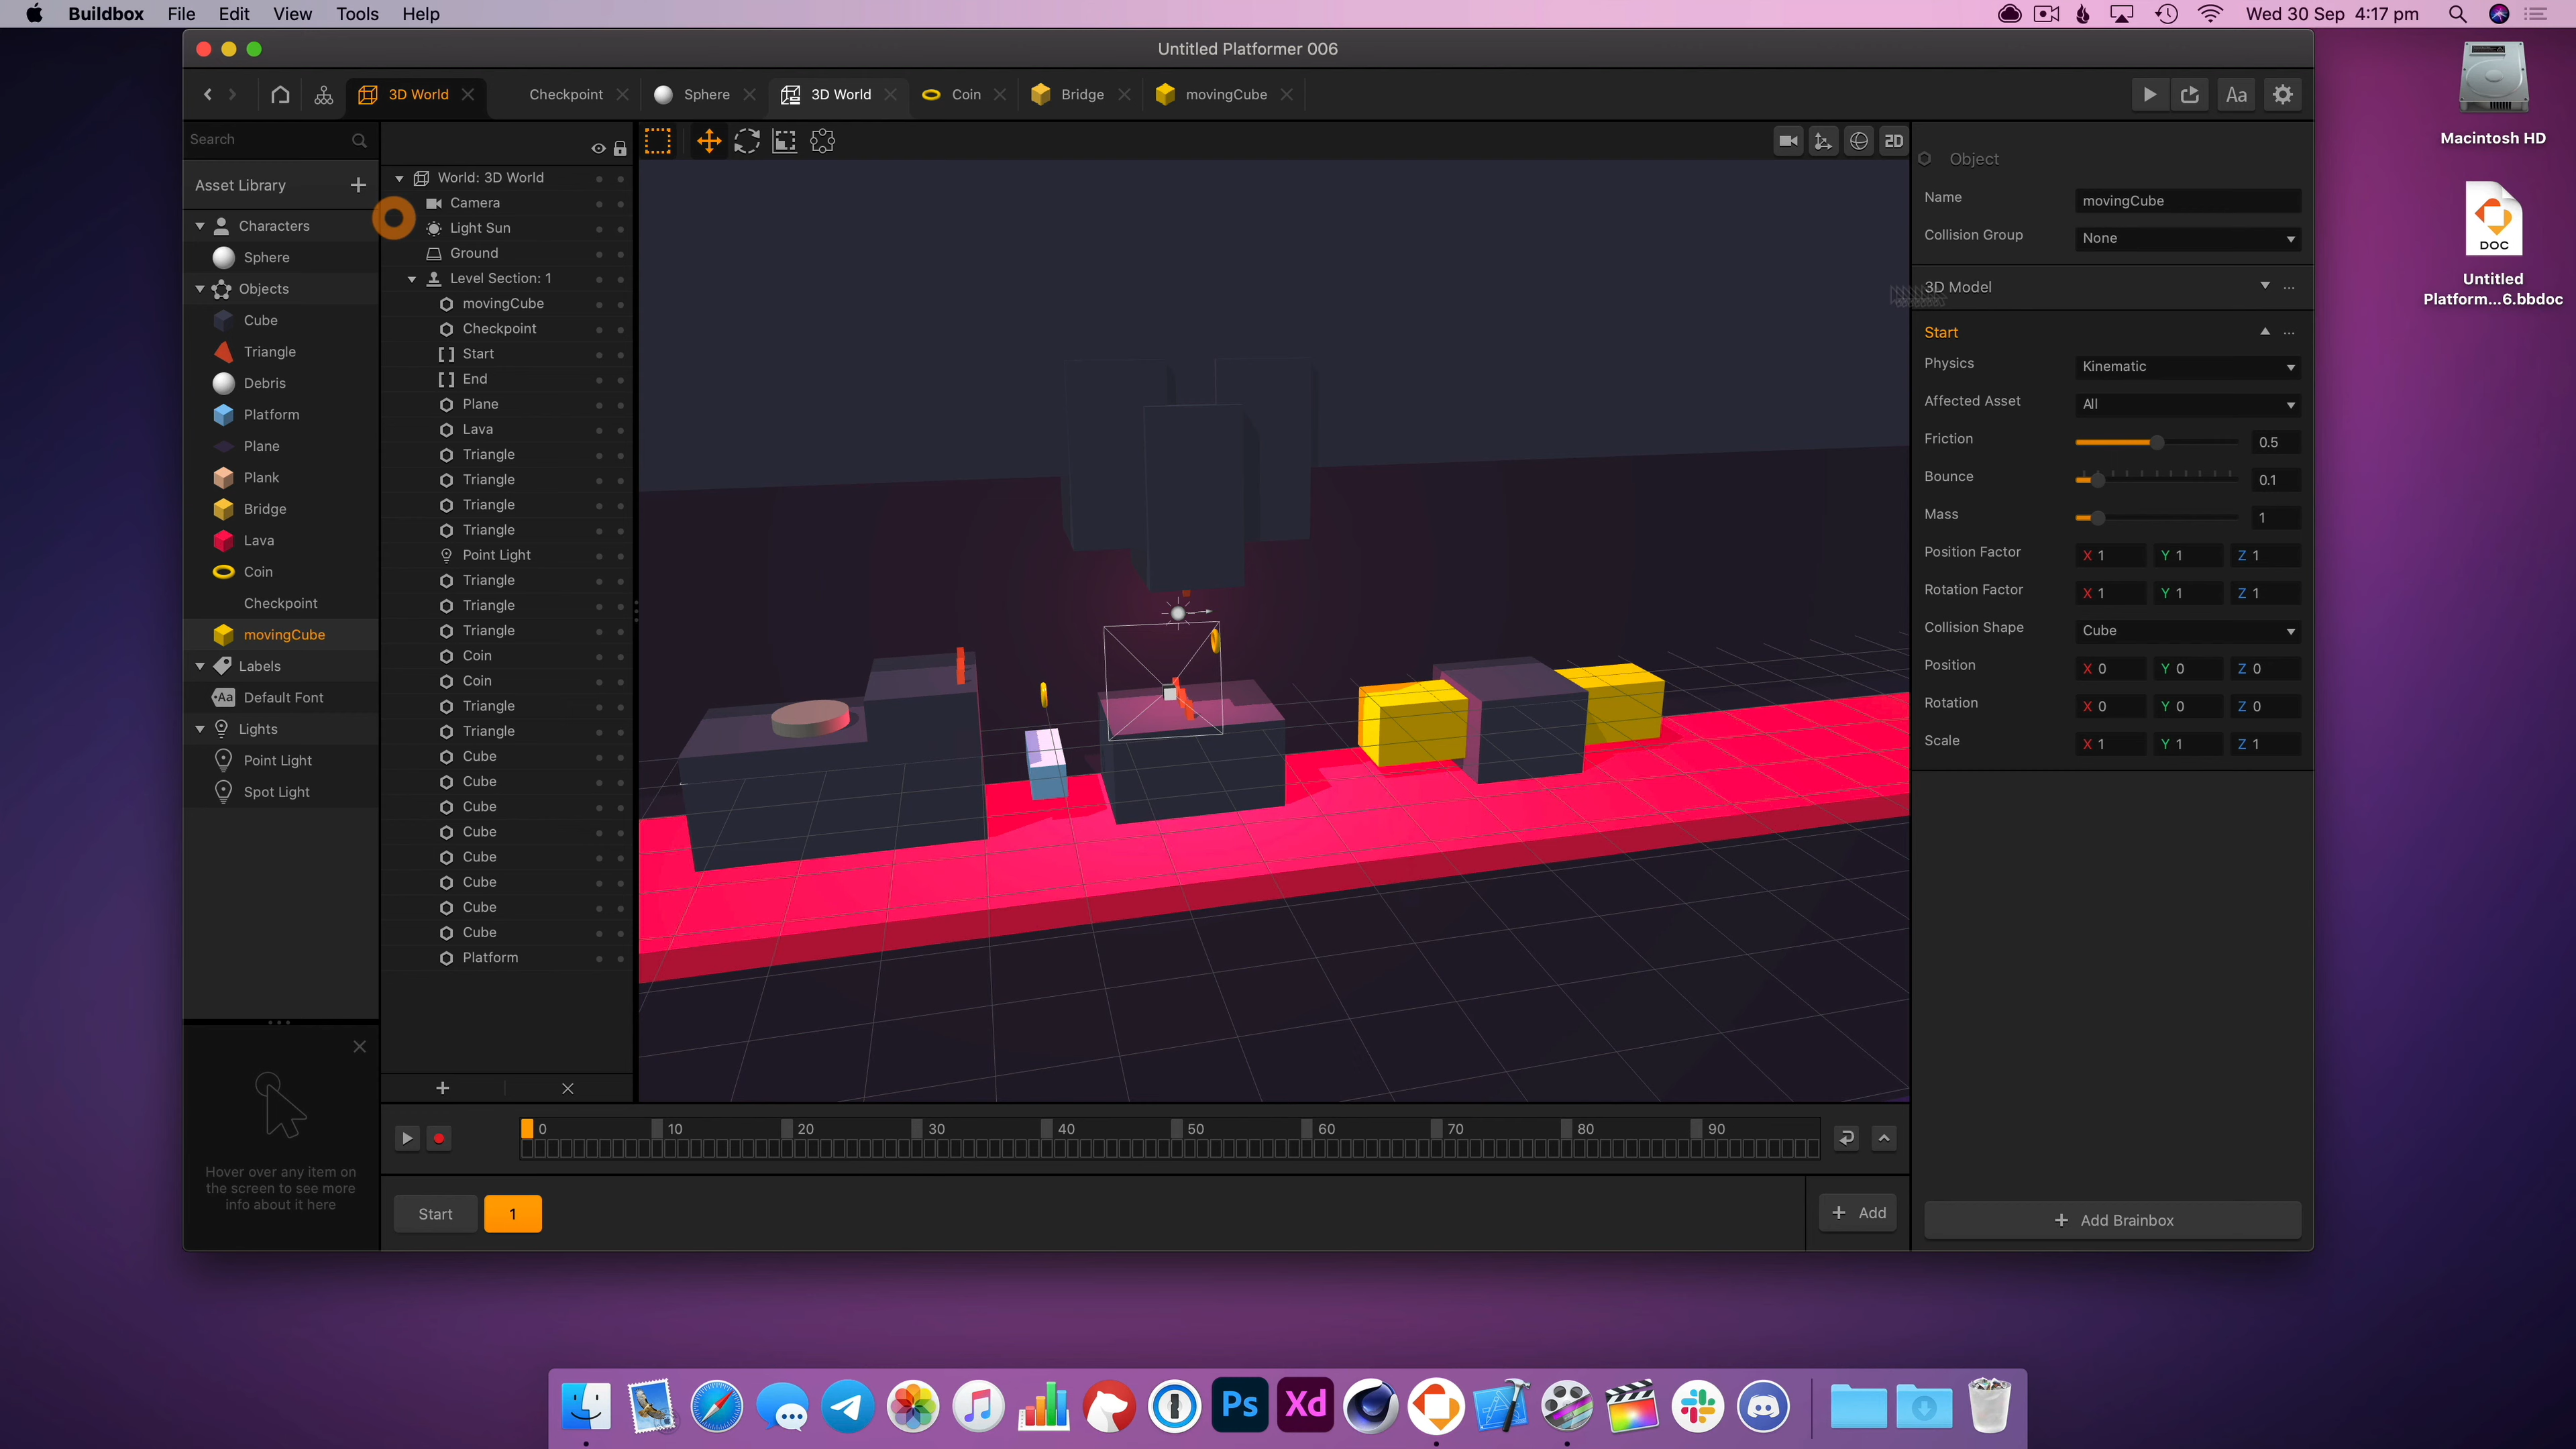 Buildbox File Edit View Tools Help
Wed 30 Sep 4:17 pm
Untitled Platformer 006
3D World
Checkpoint
Sphere
3D World
Coin
Bridge
movingCube
Aa
Search
Asset Library
Characters
Sphere
Objects
Cube
Triangle
Debris
Platform
Plane
Plank
Bridge
Lava
Coin
Checkpoint
movingCube
Labels
Aa Default Font
Lights
Point Light
Spot Light
Hover over any item on
the screen to see more
info about it here
World: 3D World
Camera
Light Sun
Ground
Level Section: 1
movingCube
Checkpoint
Start
End
Plane
Lava
Triangle
Triangle
Triangle
Triangle
Point Light
Triangle
Triangle
Triangle
Coin
Coin
Triangle
Triangle
Cube
Cube
Cube
Cube
Cube
Cube
Cube
Cube
Platform
2D
0 10 20 30 40 50 60 70 80 90
Start 1
+ Add
Object
Name movingCube
Collision Group None
3D Model
Start
Physics Kinematic
Affected Asset All
Friction 0.5
Bounce 0.1
Mass 1
Position Factor X 1 Y 1 Z 1
Rotation Factor X 1 Y 1 Z 1
Collision Shape Cube
Position X 0 Y 0 Z 0
Rotation X 0 Y 0 Z 0
Scale X 1 Y 1 Z 1
+ Add Brainbox
Macintosh HD
DOC
Untitled
Platform...6.bbdoc
Ps
Xd